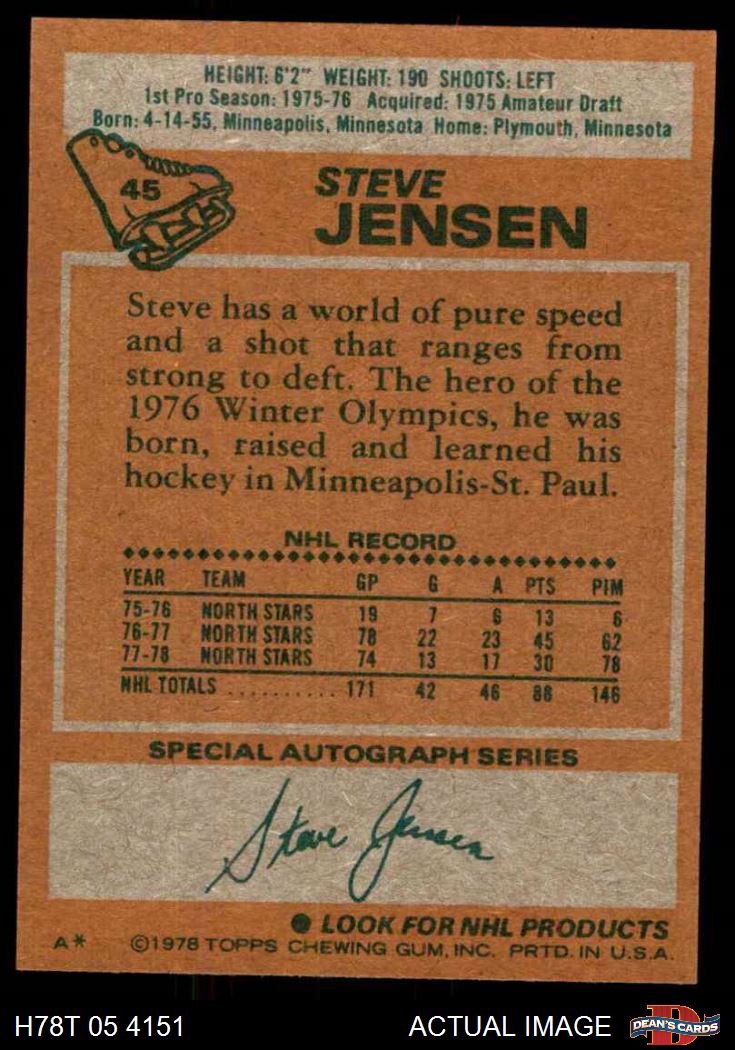 HEIGHT: 6'2" WEIGHT: 190 SHOOTS: LEFT
1st Pro Season: 1975-76 Acquired: 1975 Amateur Draft
Born: 4-14-55, Minneapolis, Minnesota Home: Plymouth, Minnesota
45
STEVE
JENSEN
Steve has a world of pure speed
and a shot that ranges from
strong to deft. The hero of the
1976 Winter Olympics, he was
born, raised and learned his
hockey in Minneapolis-St. Paul.
NHL RECORD
YEAR TEAM GP G A PTS PIM
75-76 NORTH STARS 19 7 6 13 6
76-77 NORTH STARS 78 22 23 45 62
77-78 NORTH STARS 74 13 17 30 78
NHL TOTALS .......... 171 42 46 88 146
SPECIAL AUTOGRAPH SERIES
Steve Jensen
● LOOK FOR NHL PRODUCTS
A* ©1978 TOPPS CHEWING GUM, INC. PRTD. IN U.S.A.
H78T 05 4151 ACTUAL IMAGE D DEAN'S CARDS